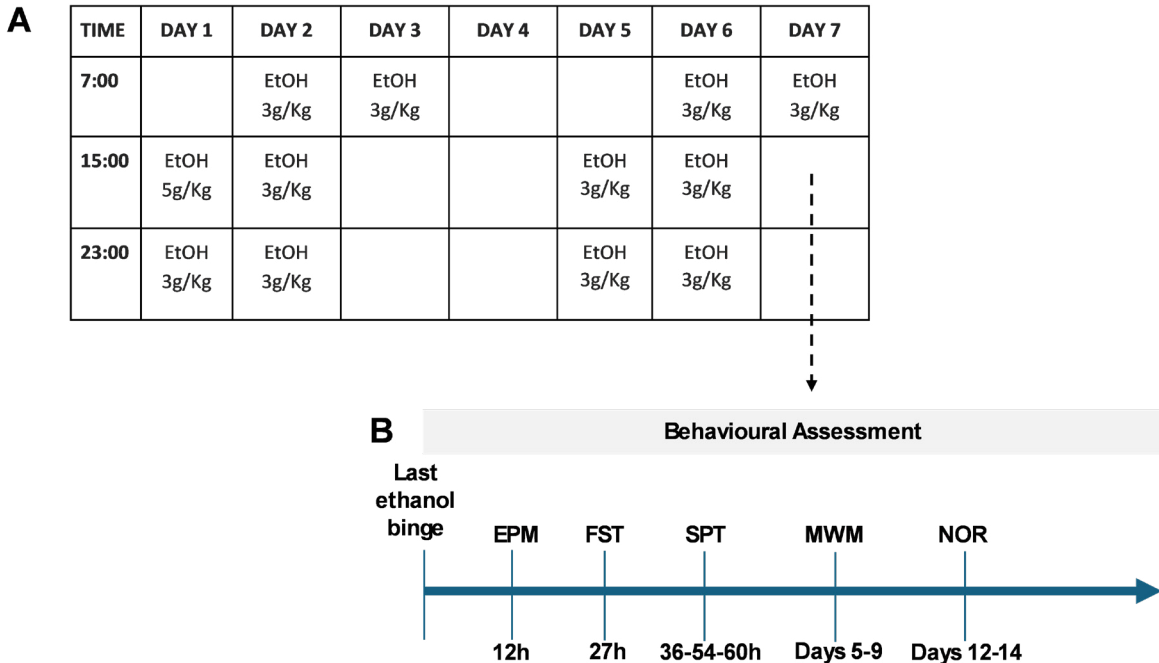 A
TIME DAY 1 DAY 2 DAY 3 DAY 4 DAY 5 DAY 6 DAY 7
7:00 EtOH EtOH EtOH EtOH
3g/Kg 3g/Kg 3g/Kg 3g/Kg
15:00 EtOH EtOH EtOH EtOH
5g/Kg 3g/Kg 3g/Kg 3g/Kg
23:00 EtOH EtOH EtOH EtOH
3g/Kg 3g/Kg 3g/Kg 3g/Kg
B Behavioural Assessment
Last
ethanol
binge
EPM FST SPT MWM NOR
12h 27h 36-54-60h Days 5-9 Days 12-14